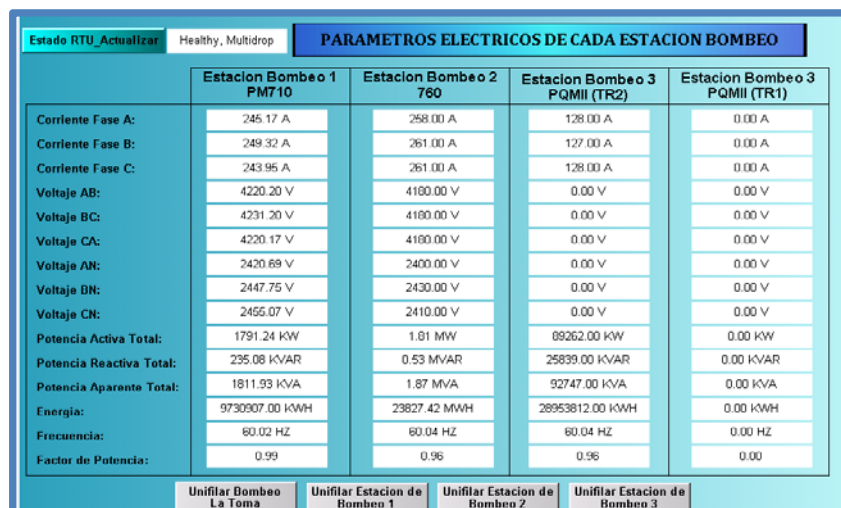 Estado RTU_Actualizar Healthy, Multidrop PARAMETROS ELECTRICOS DE CADA ESTACION BOMBEO
Estacion Bombeo 1 Estacion Bombeo 2 Estacion Bombeo 3 Estacion Bombeo 3
PM710 760 PQMII (TR2) PQMII (TR1)
Corriente Fase A: 245.17 A 258.00 A 128.00 A 0.00 A
Corriente Fase B: 249.32 A 261.00 A 127.00 A 0.00 A
Corriente Fase C: 243.95 A 261.00 A 128.00 A 0.00 A
Voltaje AB: 4220.20 V 4180.00 V 0.00 V 0.00 V
Voltaje BC: 4231.20 V 4180.00 V 0.00 V 0.00 V
Voltaje CA: 4220.17 V 4180.00 V 0.00 V 0.00 V
Voltaje AN: 2420.69 V 2400.00 V 0.00 V 0.00 V
Voltaje BN: 2447.75 V 2430.00 V 0.00 V 0.00 V
Voltaje CN: 2455.07 V 2410.00 V 0.00 V 0.00 V
Potencia Activa Total: 1791.24 KW 1.81 MW 89262.00 KW 0.00 KW
Potencia Reactiva Total: 235.08 KVAR 0.53 MVAR 25839.00 KVAR 0.00 KVAR
Potencia Aparente Total: 1811.93 KVA 1.87 MVA 92747.00 KVA 0.00 KVA
Energia: 9730907.00 KWH 23827.42 MWH 28953812.00 KWH 0.00 KWH
Frecuencia: 60.02 HZ 60.04 HZ 60.04 HZ 0.00 HZ
Factor de Potencia: 0.99 0.96 0.96 0.00
Unifilar Bombeo Unifilar Estacion de Unifilar Estacion de Unifilar Estacion de
La Toma Bombeo 1 Bombeo 2 Bombeo 3